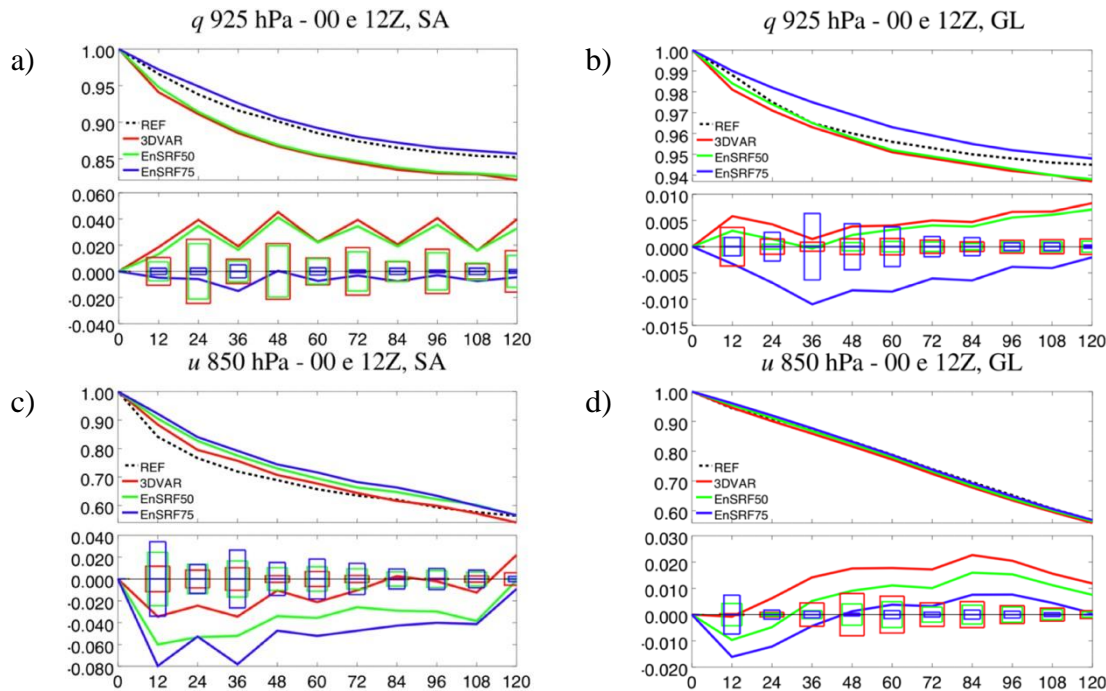 q 925 hPa - 00 e 12Z, SA
a)
1.00
0.95
0.90
0.85
REF
3DVAR
EnSRF50
EnSRF75
0.060
0.040
0.020
0.000
-0.020
-0.040
0 12 24 36 48 60 72 84 96 108 120
q 925 hPa - 00 e 12Z, GL
b)
1.00
0.99
0.98
0.97
0.96
0.95
0.94
REF
3DVAR
EnSRF50
EnSRF75
0.010
0.005
0.000
-0.005
-0.010
-0.015
0 12 24 36 48 60 72 84 96 108 120
u 850 hPa - 00 e 12Z, SA
c)
1.00
0.90
0.80
0.70
0.60
REF
3DVAR
EnSRF50
EnSRF75
0.040
0.020
0.000
-0.020
-0.040
-0.060
-0.080
0 12 24 36 48 60 72 84 96 108 120
u 850 hPa - 00 e 12Z, GL
d)
1.00
0.90
0.80
0.70
0.60
REF
3DVAR
EnSRF50
EnSRF75
0.030
0.020
0.010
0.000
-0.010
-0.020
0 12 24 36 48 60 72 84 96 108 120